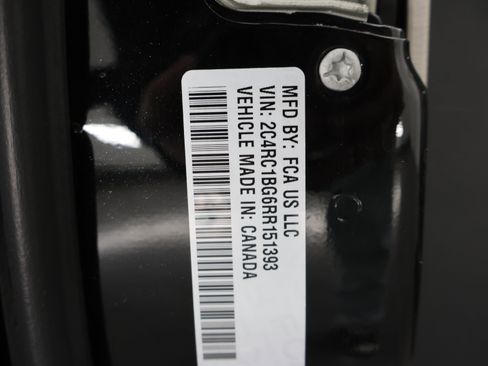 MFD BY: FCA US LLC
VIN: 2C4RC1BG6RR151393
VEHICLE MADE IN: CANADA